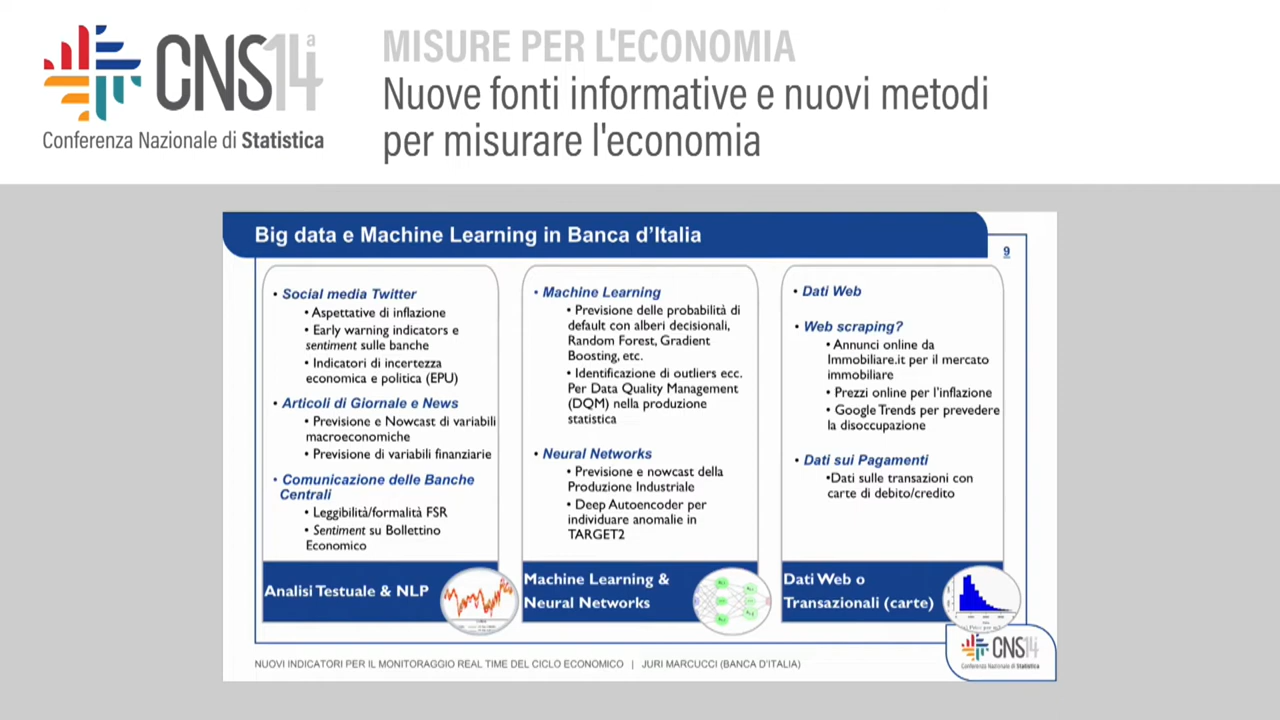 CNS14ª
Conferenza Nazionale di Statistica
MISURE PER L'ECONOMIA
Nuove fonti informative e nuovi metodi
per misurare l'economia
Big data e Machine Learning in Banca d'Italia
9
• Social media Twitter
• Aspettative di inflazione
• Early warning indicators e
sentiment sulle banche
• Indicatori di incertezza
economica e politica (EPU)
• Articoli di Giornale e News
• Previsione e Nowcast di variabili
macroeconomiche
• Previsione di variabili finanziarie
• Comunicazione delle Banche
Centrali
• Leggibilità/formalità FSR
• Sentiment su Bollettino
Economico
Analisi Testuale & NLP
• Machine Learning
• Previsione delle probabilità di
default con alberi decisionali,
Random Forest, Gradient
Boosting, etc.
• Identificazione di outliers ecc.
Per Data Quality Management
(DQM) nella produzione
statistica
• Neural Networks
• Previsione e nowcast della
Produzione Industriale
• Deep Autoencoder per
individuare anomalie in
TARGET2
Machine Learning &
Neural Networks
• Dati Web
• Web scraping?
• Annunci online da
Immobiliare.it per il mercato
immobiliare
• Prezzi online per l'inflazione
• Google Trends per prevedere
la disoccupazione
• Dati sui Pagamenti
•Dati sulle transazioni con
carte di debito/credito
Dati Web o
Transazionali (carte)
CNS14
Conferenza Nazionale di Statistica
NUOVI INDICATORI PER IL MONITORAGGIO REAL TIME DEL CICLO ECONOMICO | JURI MARCUCCI (BANCA D'ITALIA)